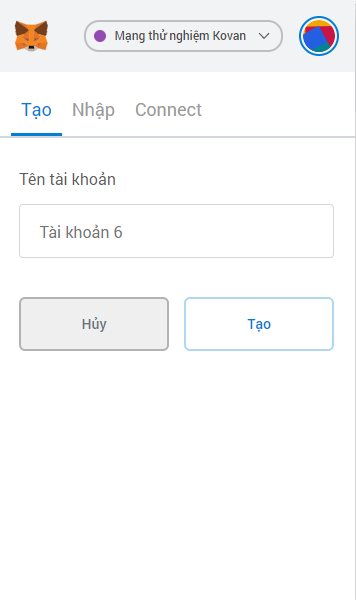 Mạng thử nghiệm Kovan
Tạo Nhập Connect
Tên tài khoản
Tài khoản 6
Hủy Tạo